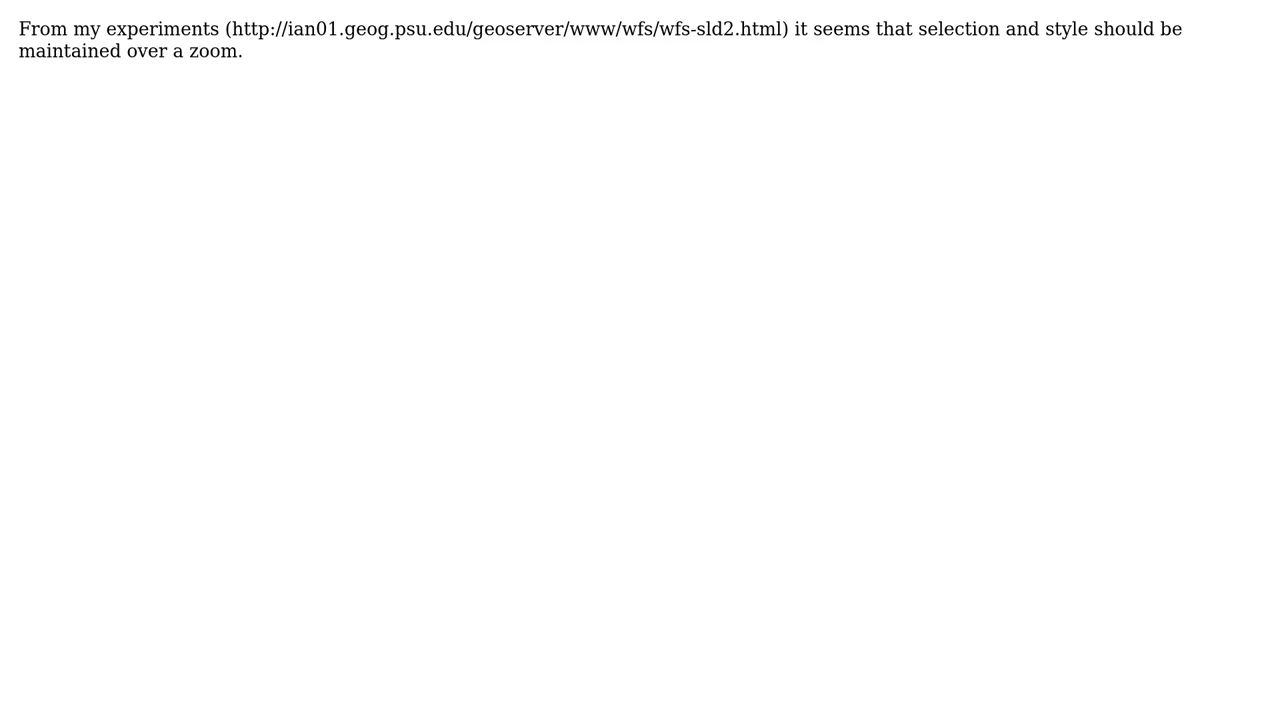 From my experiments (http://ian01.geog.psu.edu/geoserver/www/wfs/wfs-sld2.html) it seems that selection and style should be
maintained over a zoom.